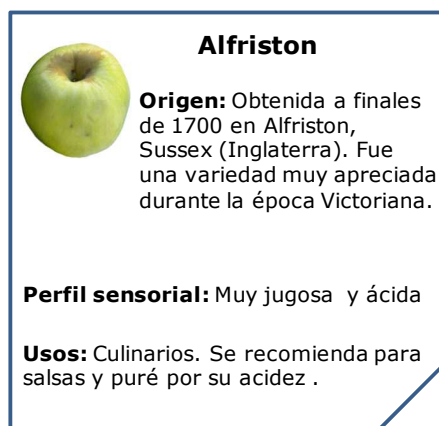 Alfriston
Origen: Obtenida a finales
de 1700 en Alfriston,
Sussex (Inglaterra). Fue
una variedad muy apreciada
durante la época Victoriana.
Perfil sensorial: Muy jugosa y ácida
Usos: Culinarios. Se recomienda para
salsas y puré por su acidez .